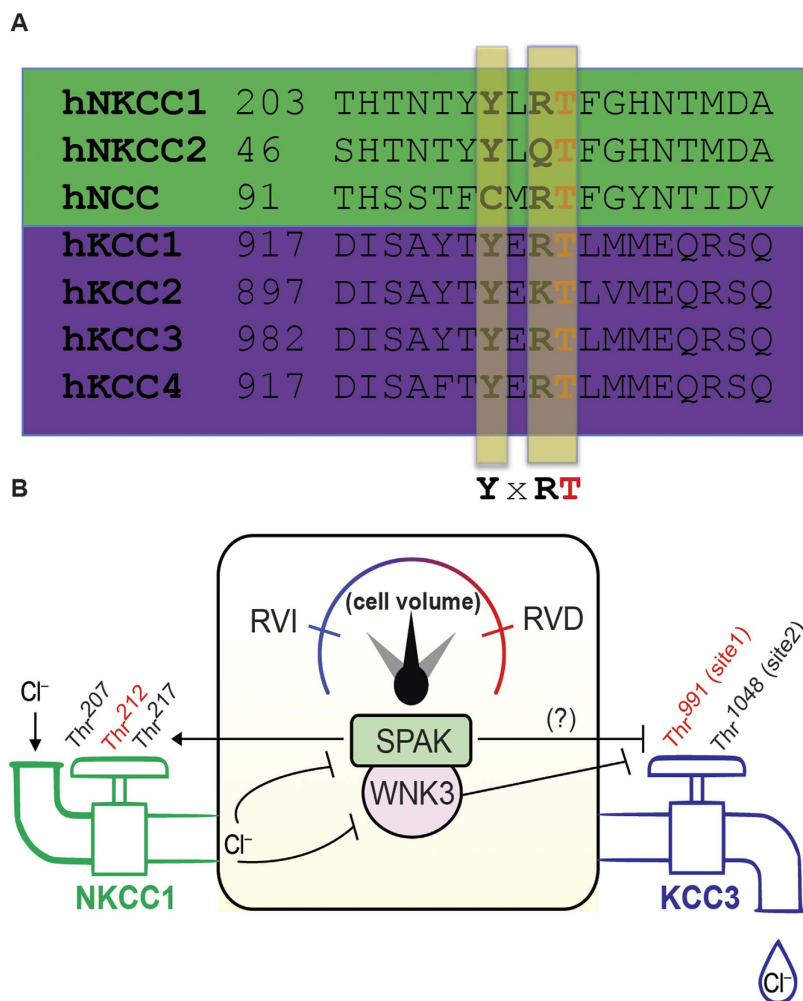 A
hNKCC1 203 THTNTYYLRTFGHNTMDA
hNKCC2 46 SHTNTYYLQTFGHNTMDA
hNCC 91 THSSTFCMRTFGYNTIDV
hKCC1 917 DISAYTYERTLMMEQRSQ
hKCC2 897 DISAYTYEKTLVMEQRSQ
hKCC3 982 DISAYTYERTLMMEQRSQ
hKCC4 917 DISAFTYERTLMMEQRSQ
Y x R T
B
(cell volume)
RVI
RVD
Cl⁻
Thr²⁰⁷
Thr²¹²
Thr²¹⁷
SPAK
(?)
Thr⁹⁹¹ (site1)
Thr¹⁰⁴⁸ (site2)
WNK3
Cl⁻
NKCC1
KCC3
Cl⁻